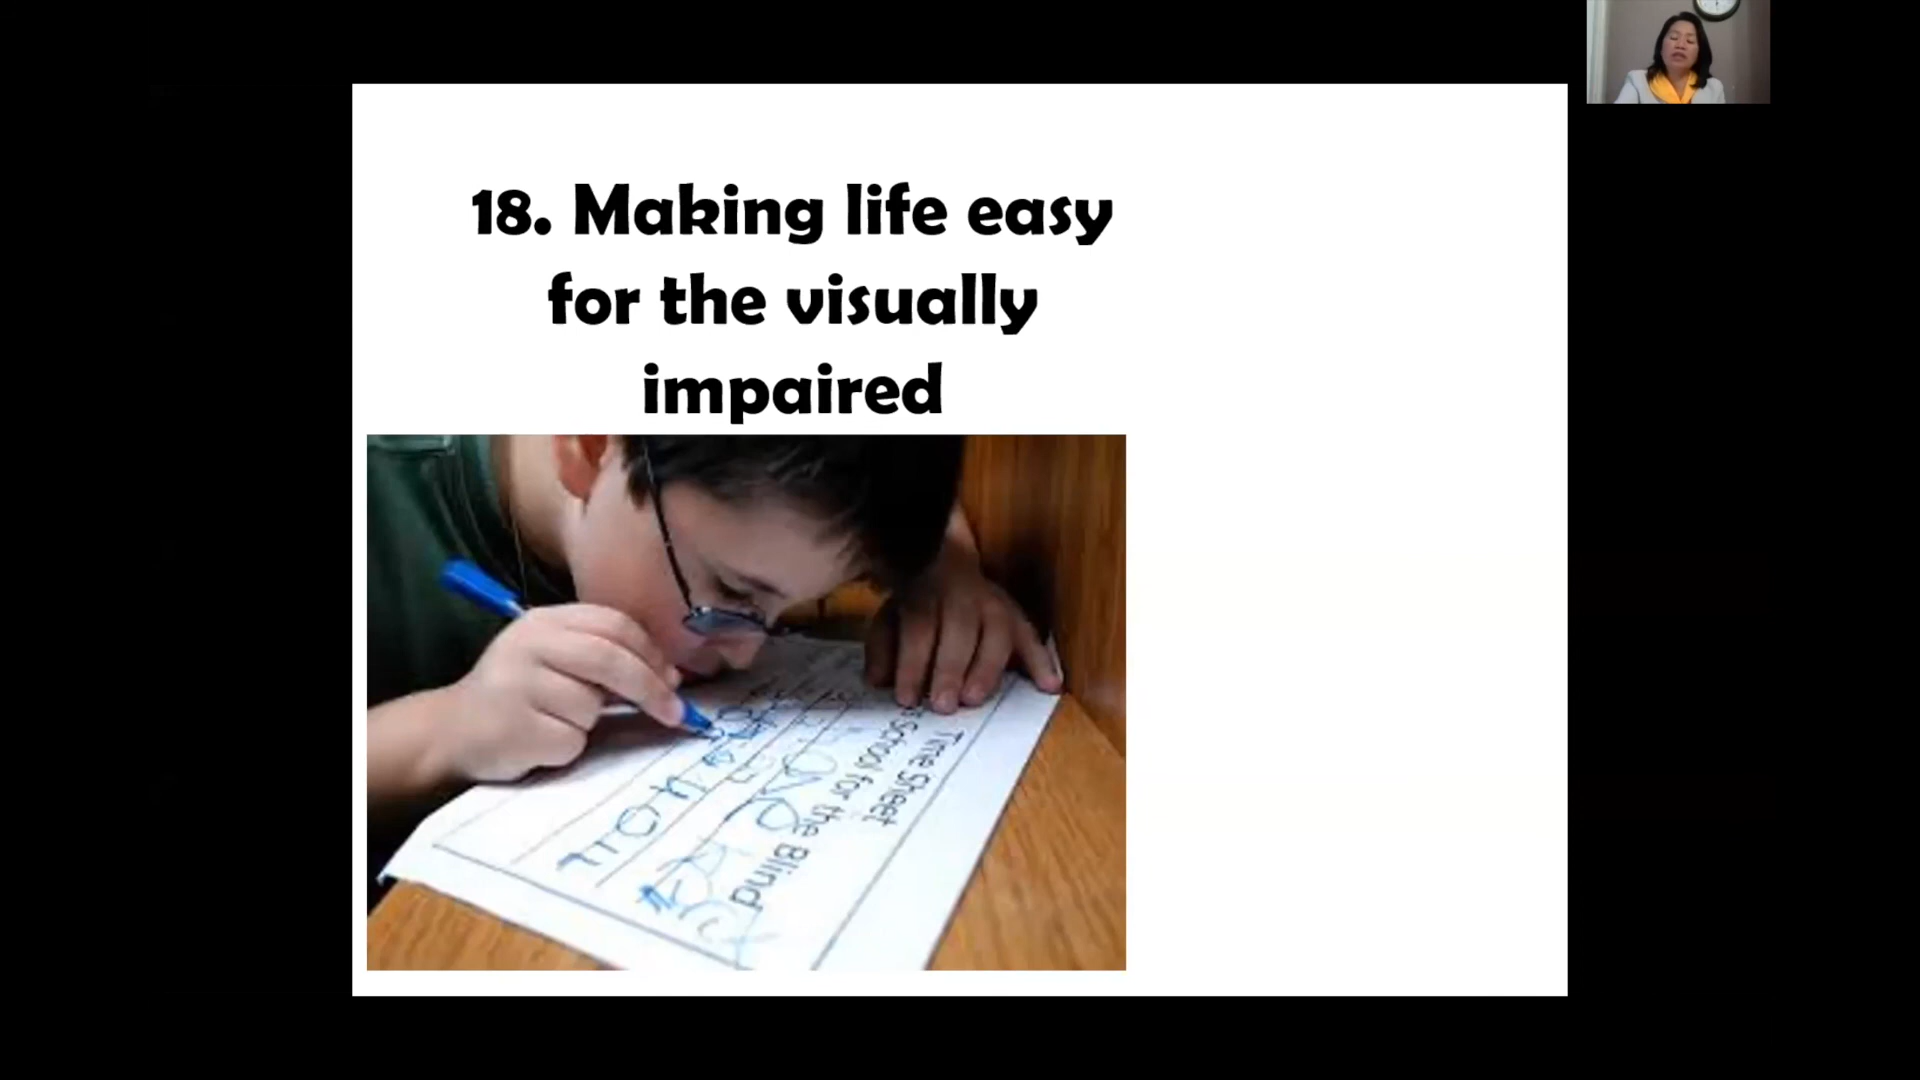 18. Making life easy
for the visually
impaired
Time Sheet
School for the Blind